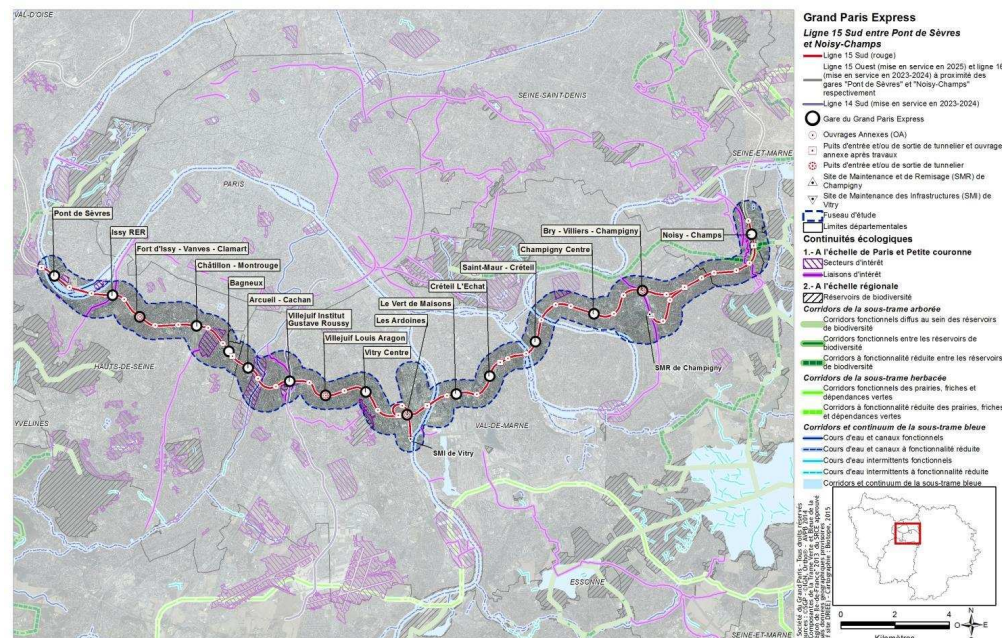 VAL-D'OISE
SEINE-SAINT-DENIS
SEINE-ET-MARNE
PARIS
Pont de Sèvres
Issy RER
Fort d'Issy - Vanves - Clamart
Châtillon - Montrouge
Bagneux
Arcueil - Cachan
Villejuif Institut
Gustave Roussy
Villejuif Louis Aragon
Vitry Centre
Les Ardoines
Le Vert de Maisons
Créteil L'Echat
Saint-Maur - Créteil
Champigny Centre
Bry - Villiers - Champigny
Noisy - Champs
HAUTS-DE-SEINE
YVELINES
VAL-DE-MARNE
SMR de Champigny
SMI de Vitry
ESSONNE
SEINE-ET-MARNE
Grand Paris Express
Ligne 15 Sud entre Pont de Sèvres
et Noisy-Champs
Ligne 15 Sud (rouge)
Ligne 15 Ouest (mise en service en 2025) et ligne 16
(mise en service en 2023-2024) à proximité des
gares "Pont de Sèvres" et "Noisy-Champs"
respectivement
Ligne 14 Sud (mise en service en 2023-2024)
Gare du Grand Paris Express
Ouvrages Annexes (OA)
Puits d'entrée et/ou de sortie de tunnelier et ouvrage
annexe après travaux
Puits d'entrée et/ou de sortie de tunnelier
Site de Maintenance et de Remisage (SMR) de
Champigny
Site de Maintenance des Infrastructures (SMI) de
Vitry
Fuseau d'étude
Limites départementales
Continuités écologiques
1.- A l'échelle de Paris et Petite couronne
Secteurs d'intérêt
Liaisons d'intérêt
2.- A l'échelle régionale
Réservoirs de biodiversité
Corridors de la sous-trame arborée
Corridors fonctionnels diffus au sein des réservoirs
de biodiversité
Corridors fonctionnels entre les réservoirs de
biodiversité
Corridors à fonctionnalité réduite entre les réservoirs
de biodiversité
Corridors de la sous-trame herbacée
Corridors fonctionnels des prairies, friches et
dépendances vertes
Corridors à fonctionnalité réduite des prairies, friches
et dépendances vertes
Corridors et continuum de la sous-trame bleue
Cours d'eau et canaux fonctionnels
Cours d'eau et canaux à fonctionnalité réduite
Cours d'eau intermittents fonctionnels
Cours d'eau intermittents à fonctionnalité réduite
Corridors et continuum de la sous-trame bleue
Société du Grand Paris - Tous droits réservés
0 2 4
Kilomètres
N
O E
S